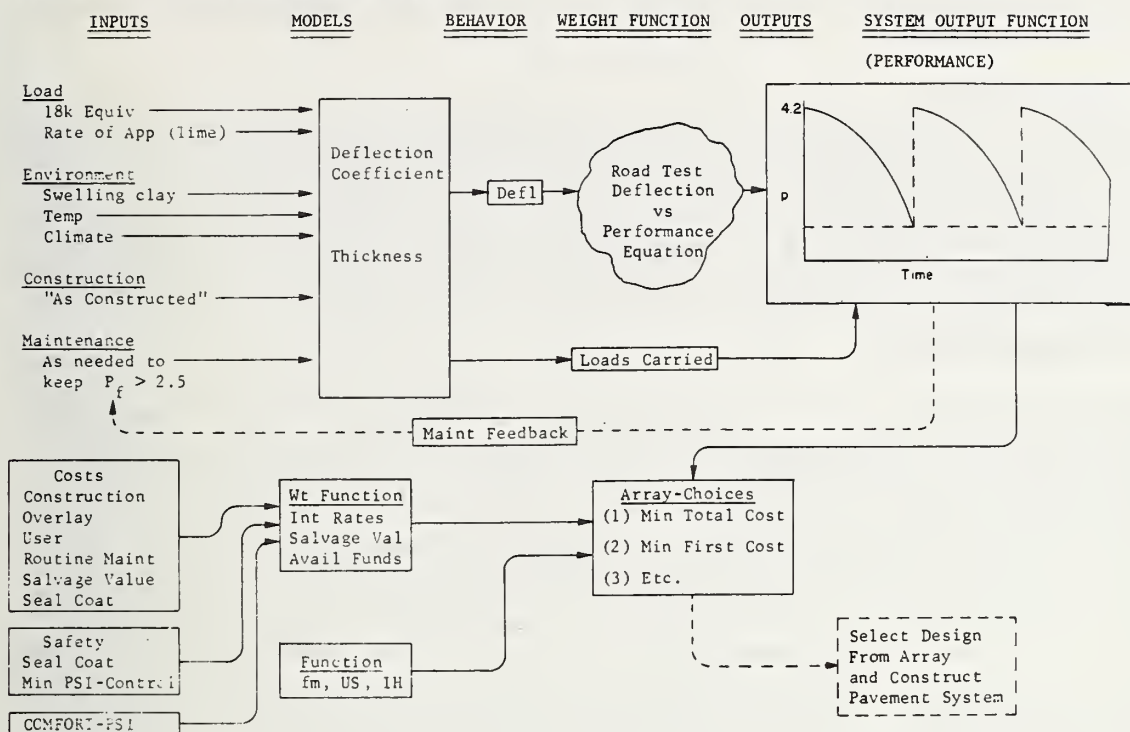 INPUTS MODELS BEHAVIOR WEIGHT FUNCTION OUTPUTS SYSTEM OUTPUT FUNCTION
(PERFORMANCE)
Load
18k Equiv
Rate of App (Time)
Environment
Swelling clay
Temp
Climate
Construction
"As Constructed"
Maintenance
As needed to
keep Pf > 2.5
Deflection
Coefficient
Thickness
Defl
Road Test
Deflection
vs
Performance
Equation
Loads Carried
4.2
P
Time
Maint Feedback
Costs
Construction
Overlay
User
Routine Maint
Salvage Value
Seal Coat
Safety
Seal Coat
Min PSI-Control
COMFORT-PSI
Wt Function
Int Rates
Salvage Val
Avail Funds
Function
fm, US, IH
Array-Choices
(1) Min Total Cost
(2) Min First Cost
(3) Etc.
Select Design
From Array
and Construct
Pavement System